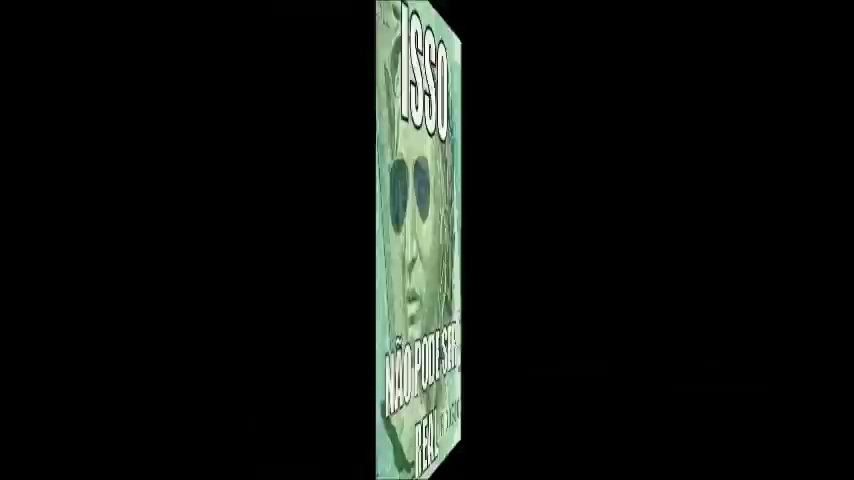 ISSO
NÃO PODE SER
REAL